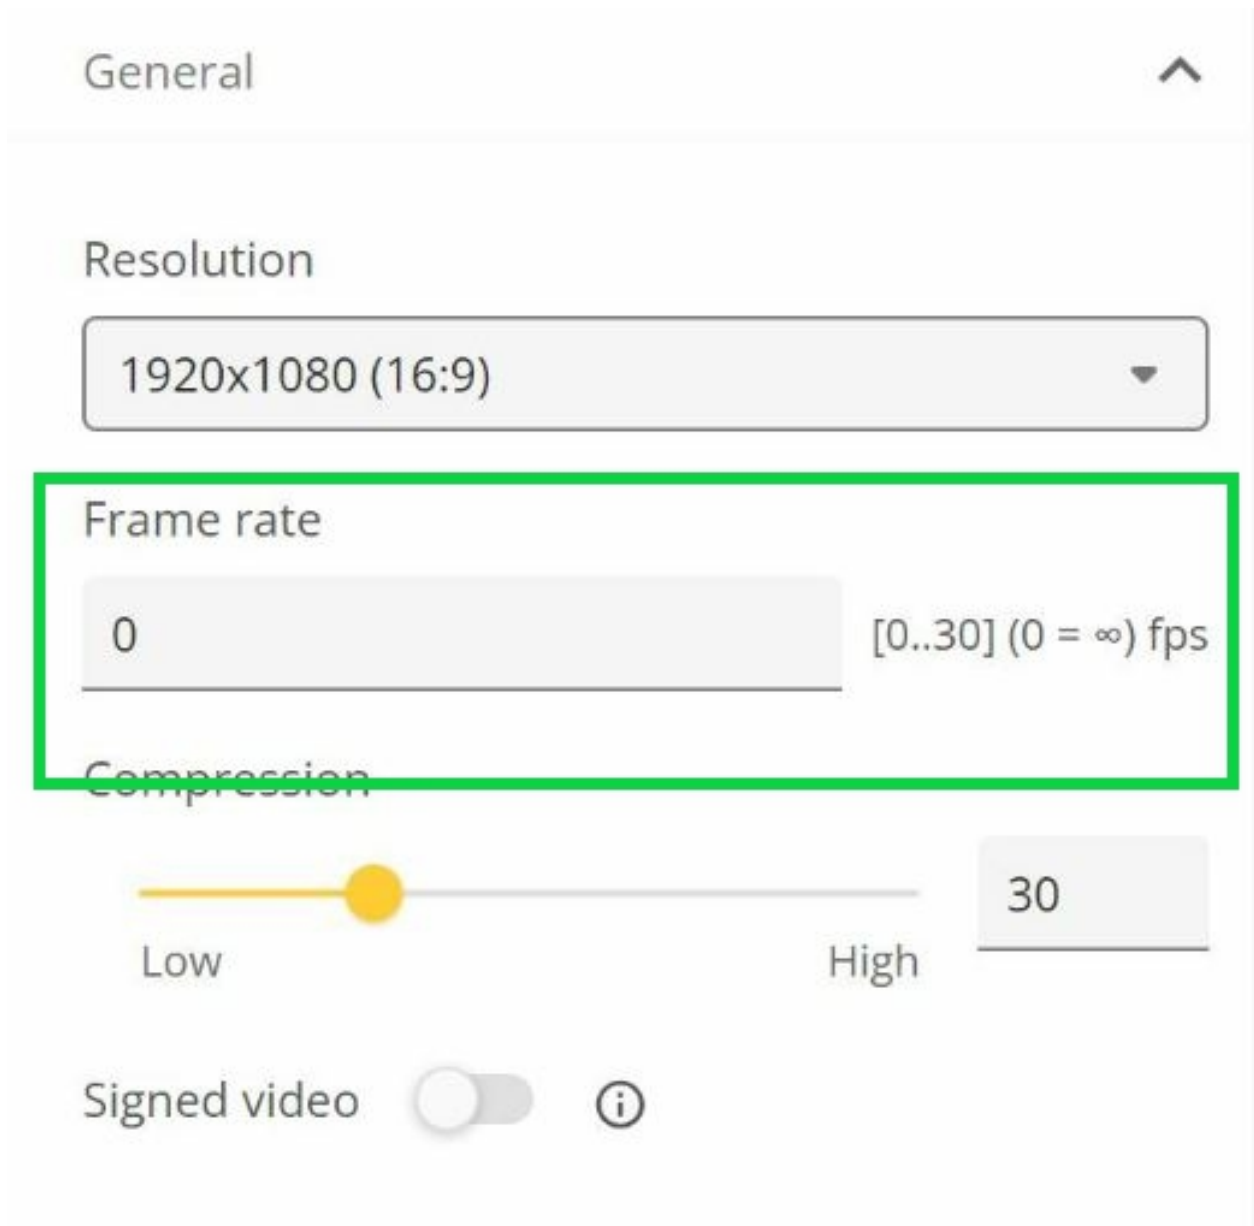 General
Resolution
1920x1080 (16:9)
Frame rate
0
[0..30] (0 = ∞) fps
Compression
30
Low
High
Signed video